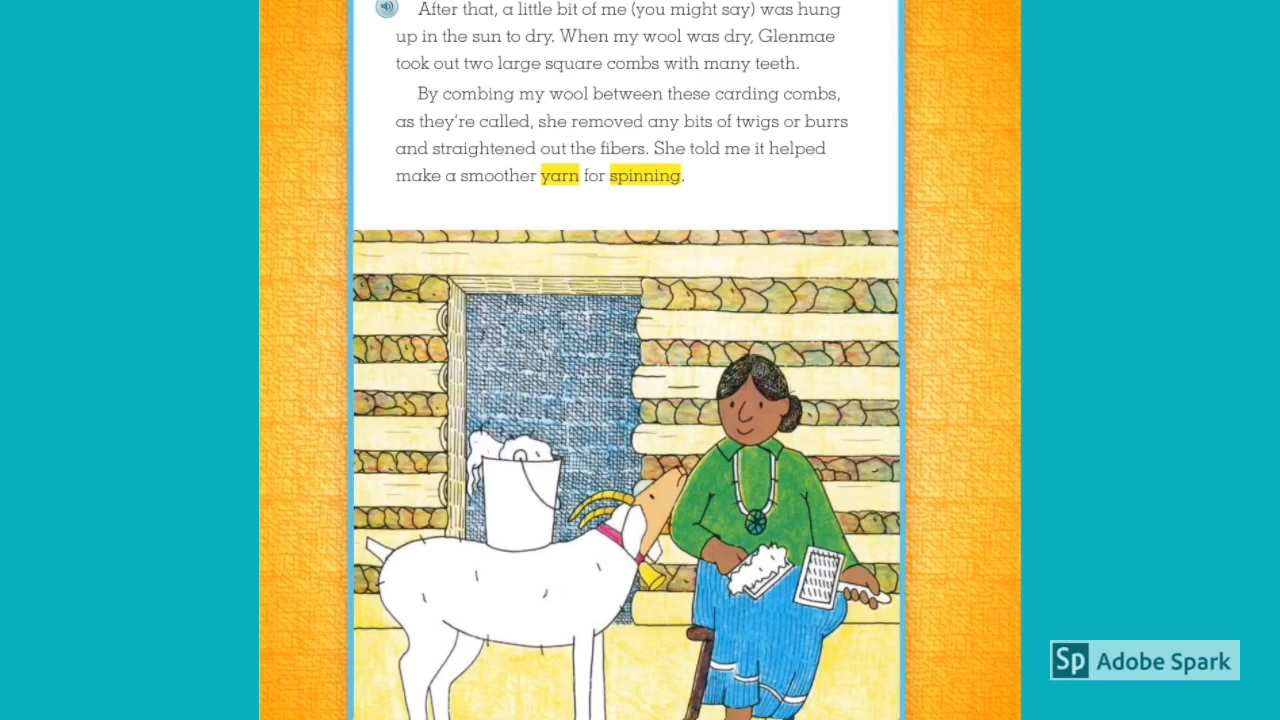 After that, a little bit of me (you might say) was hung
up in the sun to dry. When my wool was dry, Glenmae
took out two large square combs with many teeth.
By combing my wool between these carding combs,
as they're called, she removed any bits of twigs or burrs
and straightened out the fibers. She told me it helped
make a smoother yarn for spinning.
Sp Adobe Spark